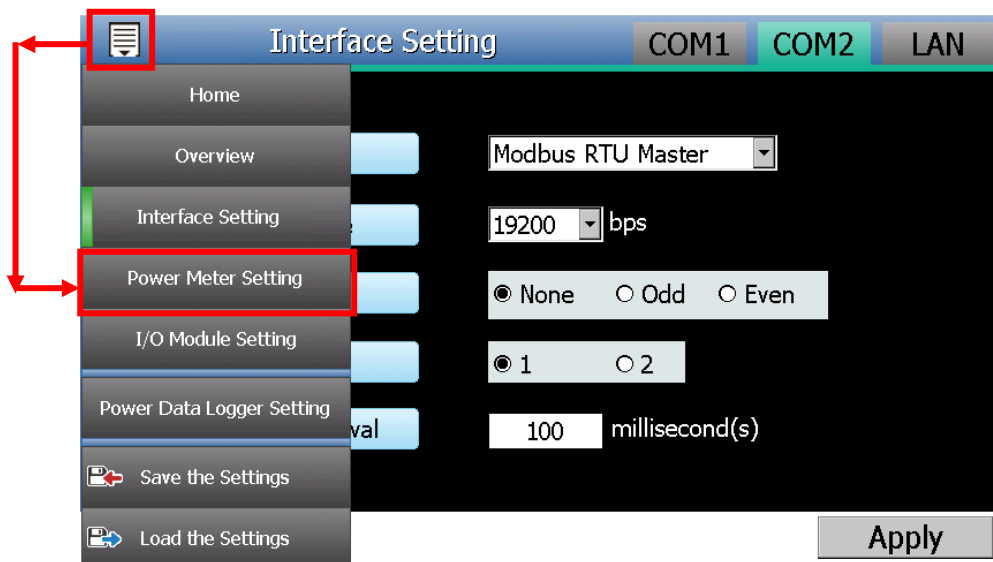 Interface Setting
COM1
COM2
LAN
Home
Overview
Modbus RTU Master
Interface Setting
19200
bps
Power Meter Setting
None
Odd
Even
I/O Module Setting
1
2
Power Data Logger Setting
val
100
millisecond(s)
Save the Settings
Load the Settings
Apply